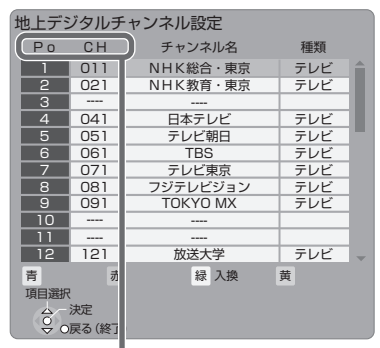 地上デジタルチャンネル設定
Po CH チャンネル名 種類
1 011 NHK総合・東京 テレビ
2 021 NHK教育・東京 テレビ
3 ---- ----
4 041 日本テレビ テレビ
5 051 テレビ朝日 テレビ
6 061 TBS テレビ
7 071 テレビ東京 テレビ
8 081 フジテレビジョン テレビ
9 091 TOKYO MX テレビ
10 ---- ----
11 ---- ----
12 121 放送大学 テレビ
青 赤 緑 入換 黄
項目選択
決定
戻る(終了